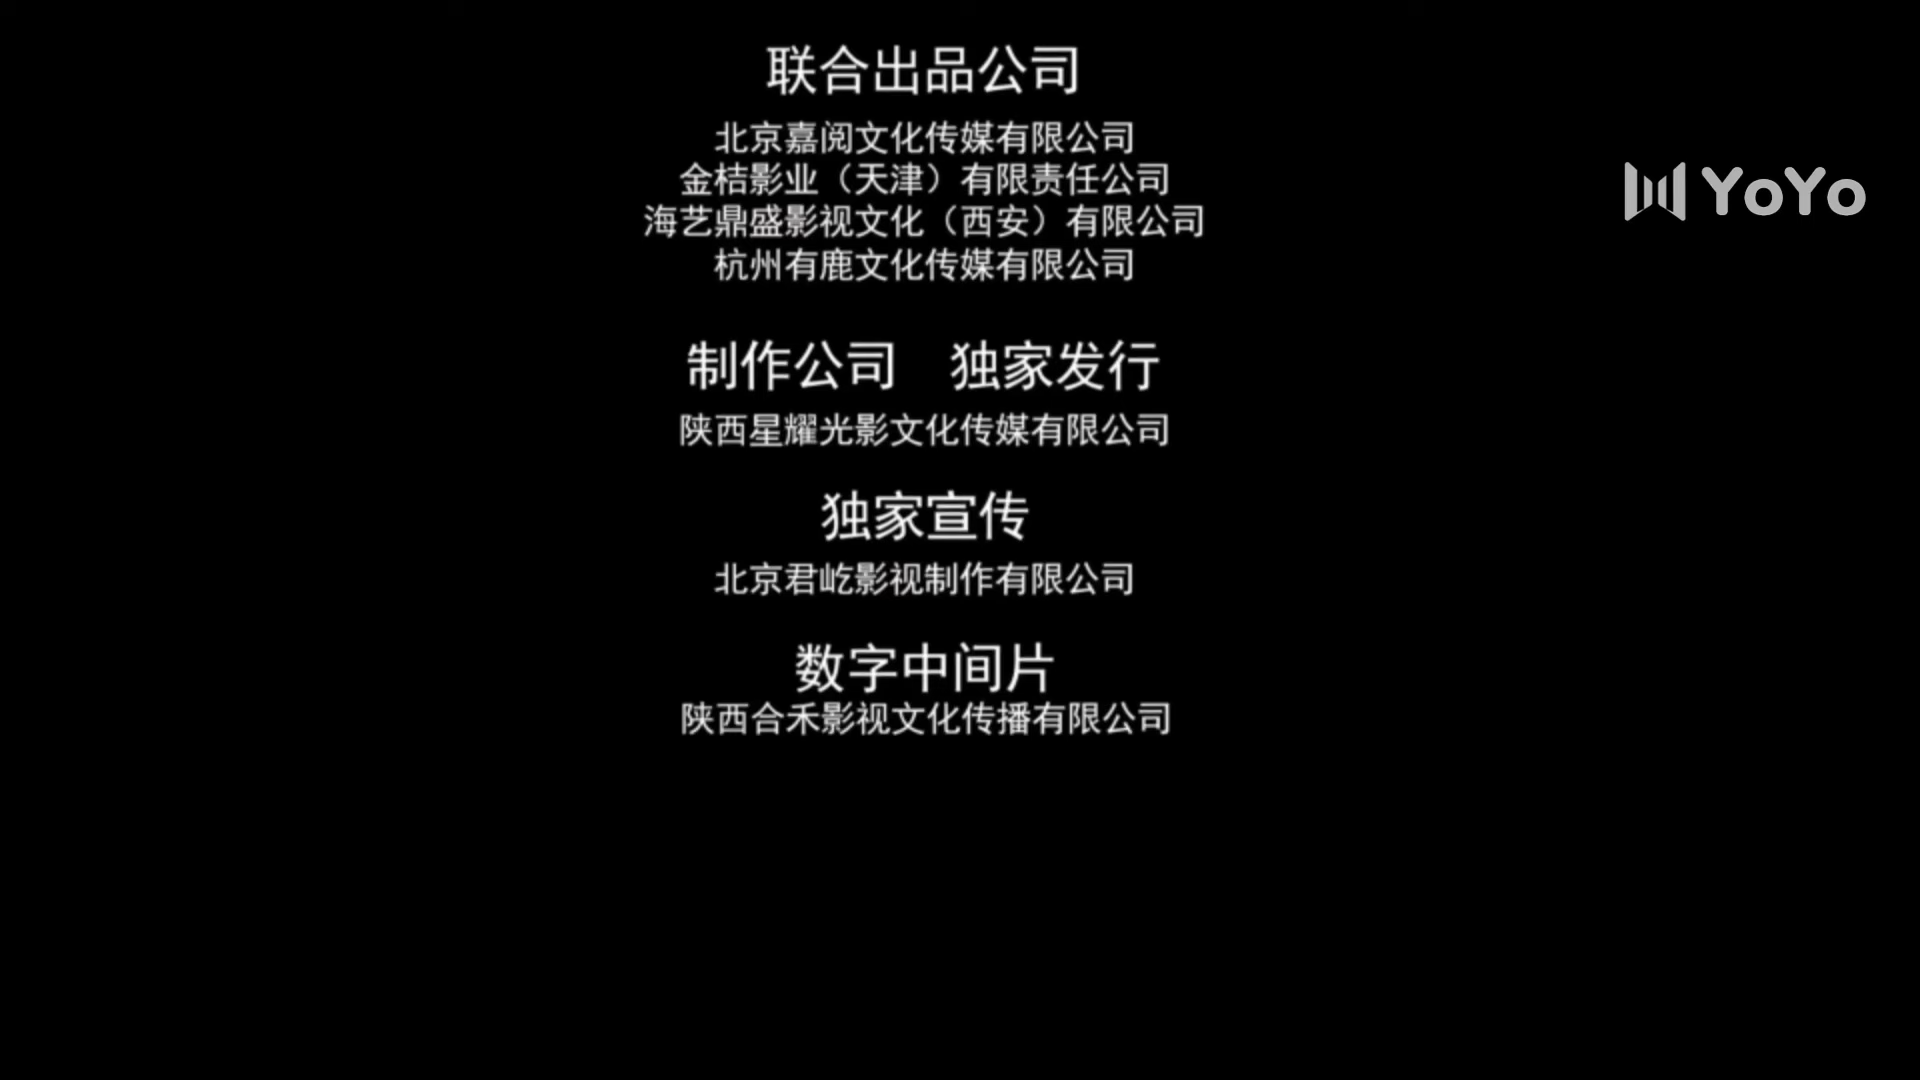 联合出品公司
北京嘉阅文化传媒有限公司
金桔影业（天津）有限责任公司
海艺鼎盛影视文化（西安）有限公司
杭州有鹿文化传媒有限公司
YoYo
制作公司 独家发行
陕西星耀光影文化传媒有限公司
独家宣传
北京君屹影视制作有限公司
数字中间片
陕西合禾影视文化传播有限公司